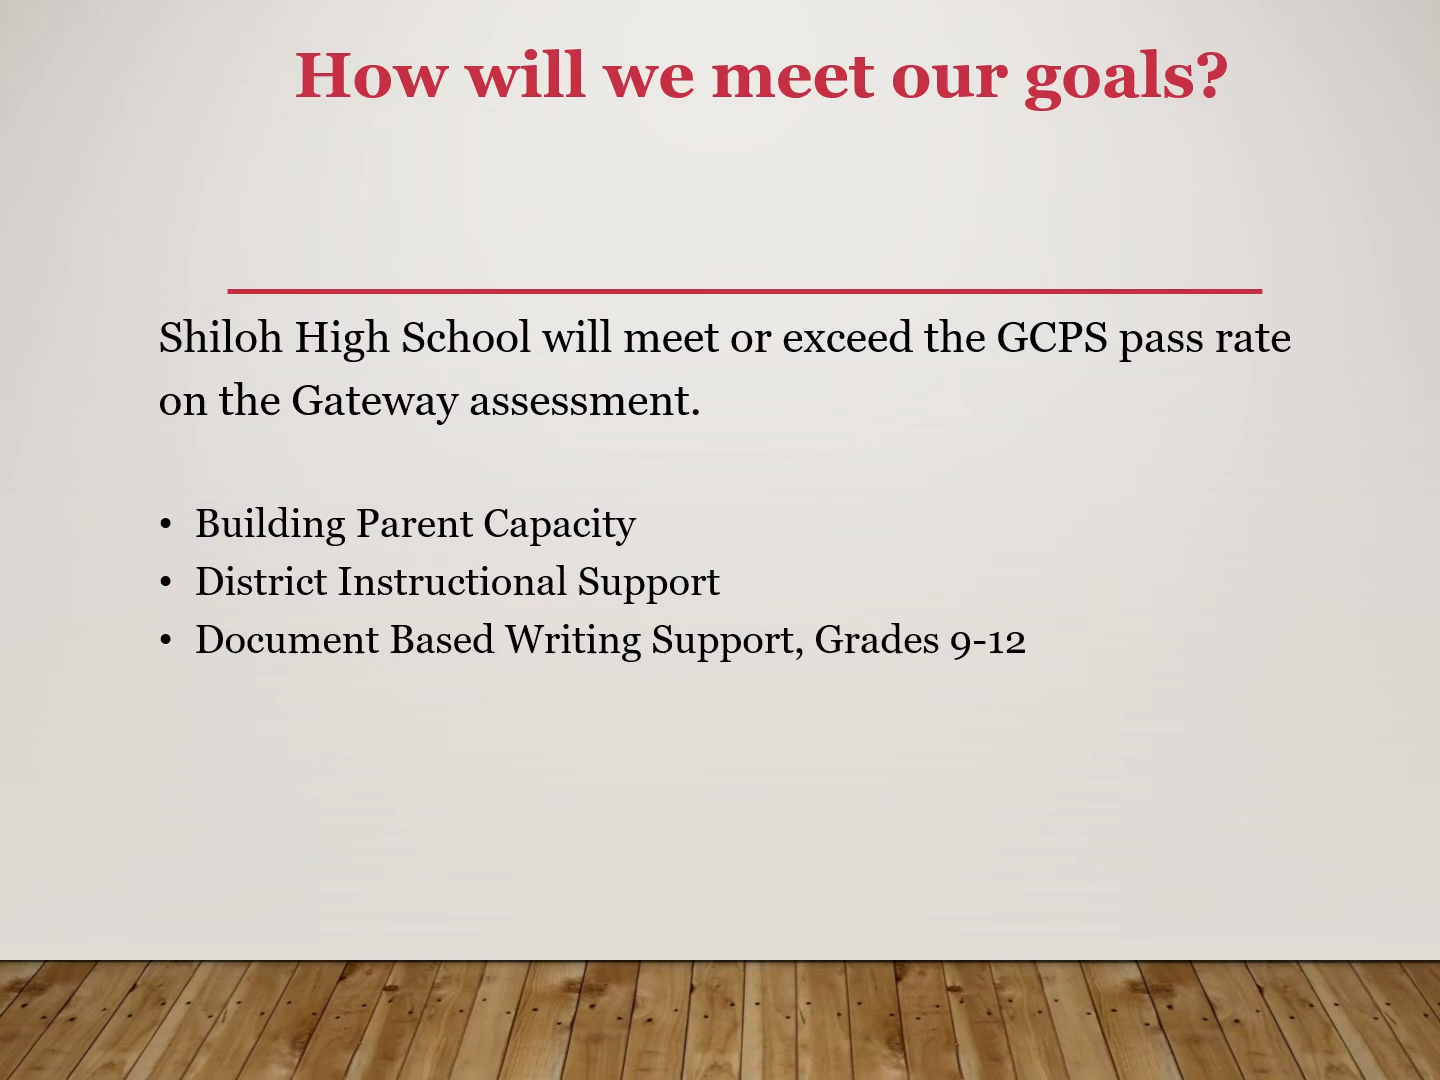 How will we meet our goals?
Shiloh High School will meet or exceed the GCPS pass rate
on the Gateway assessment.
• Building Parent Capacity
• District Instructional Support
• Document Based Writing Support, Grades 9-12